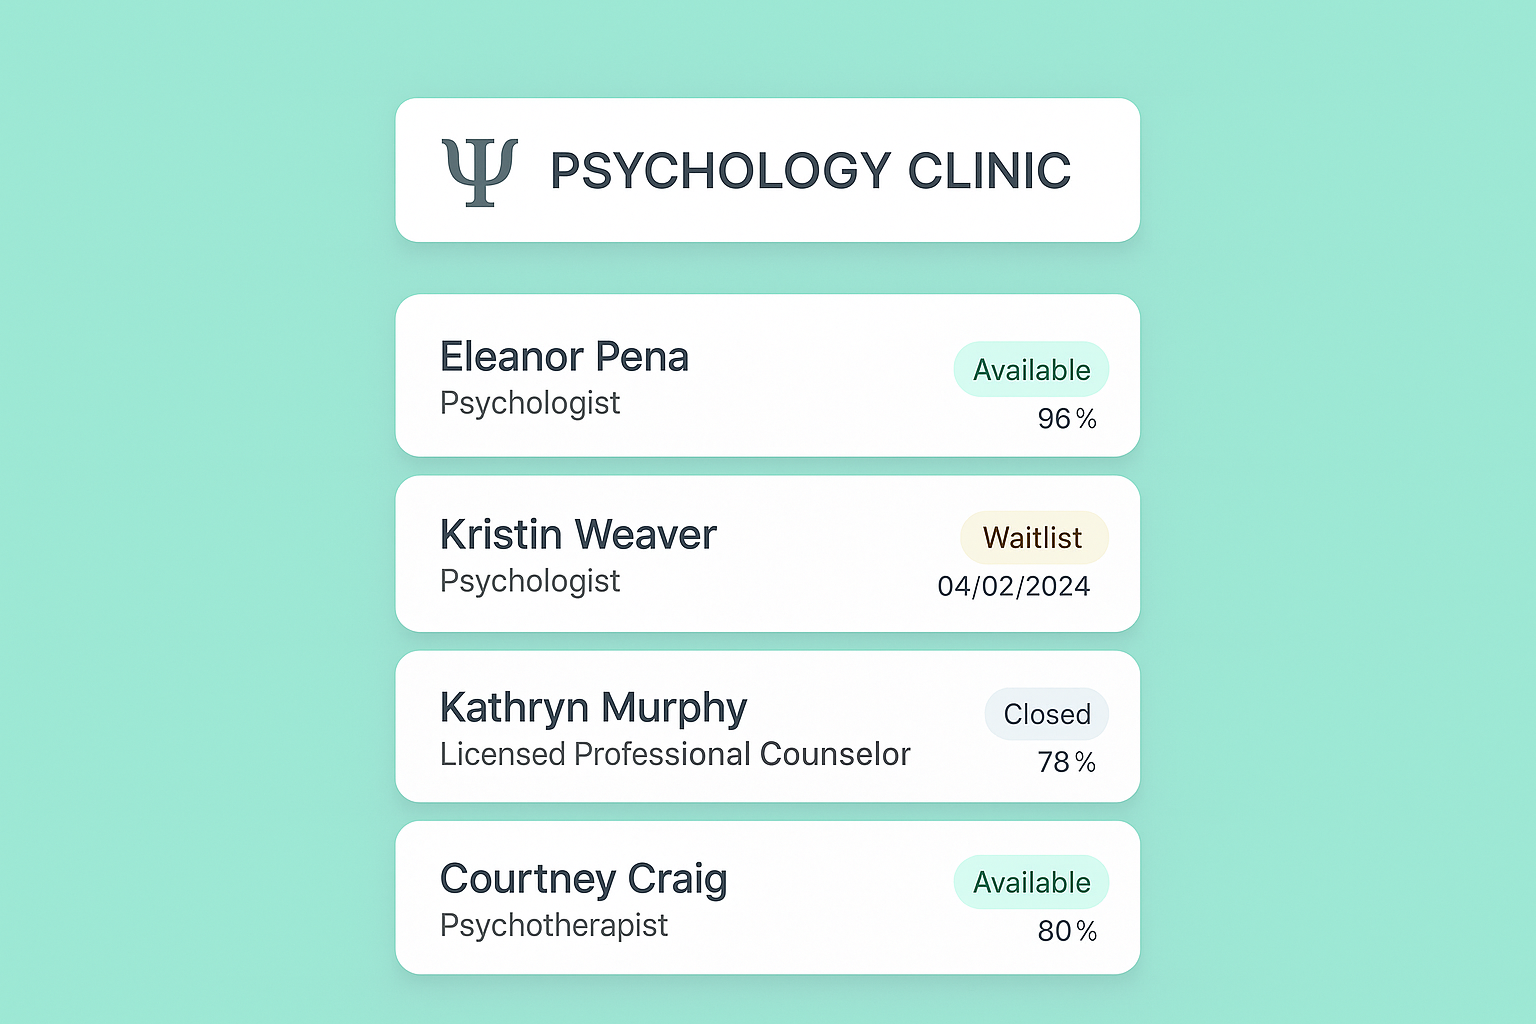 Ψ PSYCHOLOGY CLINIC
Eleanor Pena
Psychologist
Available
96%
Kristin Weaver
Psychologist
Waitlist
04/02/2024
Kathryn Murphy
Licensed Professional Counselor
Closed
78%
Courtney Craig
Psychotherapist
Available
80%